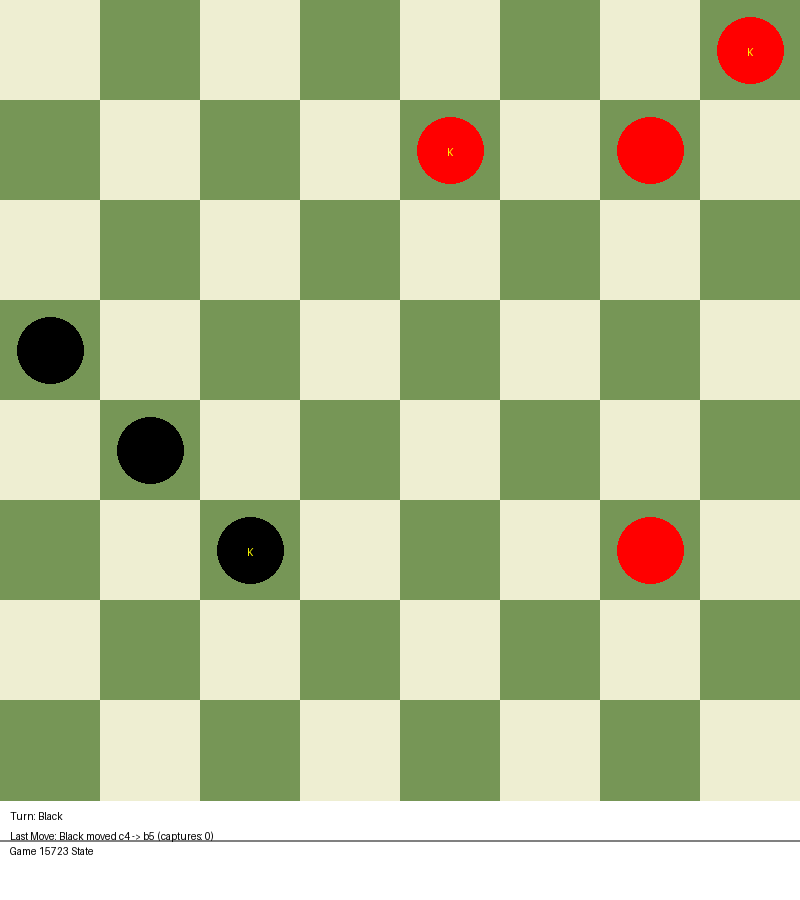 K
K
K
Turn: Black
Last Move: Black moved c4 -> b5 (captures: 0)
Game 15723 State